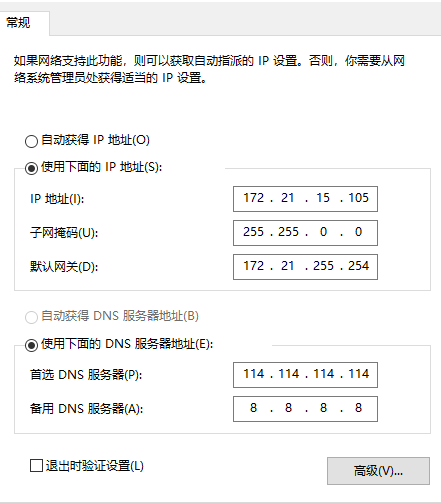 常规
如果网络支持此功能，则可以获取自动指派的 IP 设置。否则，你需要从网
络系统管理员处获得适当的 IP 设置。
自动获得 IP 地址(O)
使用下面的 IP 地址(S):
IP 地址(I): 172 . 21 . 15 . 105
子网掩码(U): 255 . 255 . 0 . 0
默认网关(D): 172 . 21 . 255 . 254
自动获得 DNS 服务器地址(B)
使用下面的 DNS 服务器地址(E):
首选 DNS 服务器(P): 114 . 114 . 114 . 114
备用 DNS 服务器(A): 8 . 8 . 8 . 8
退出时验证设置(L)
高级(V)...